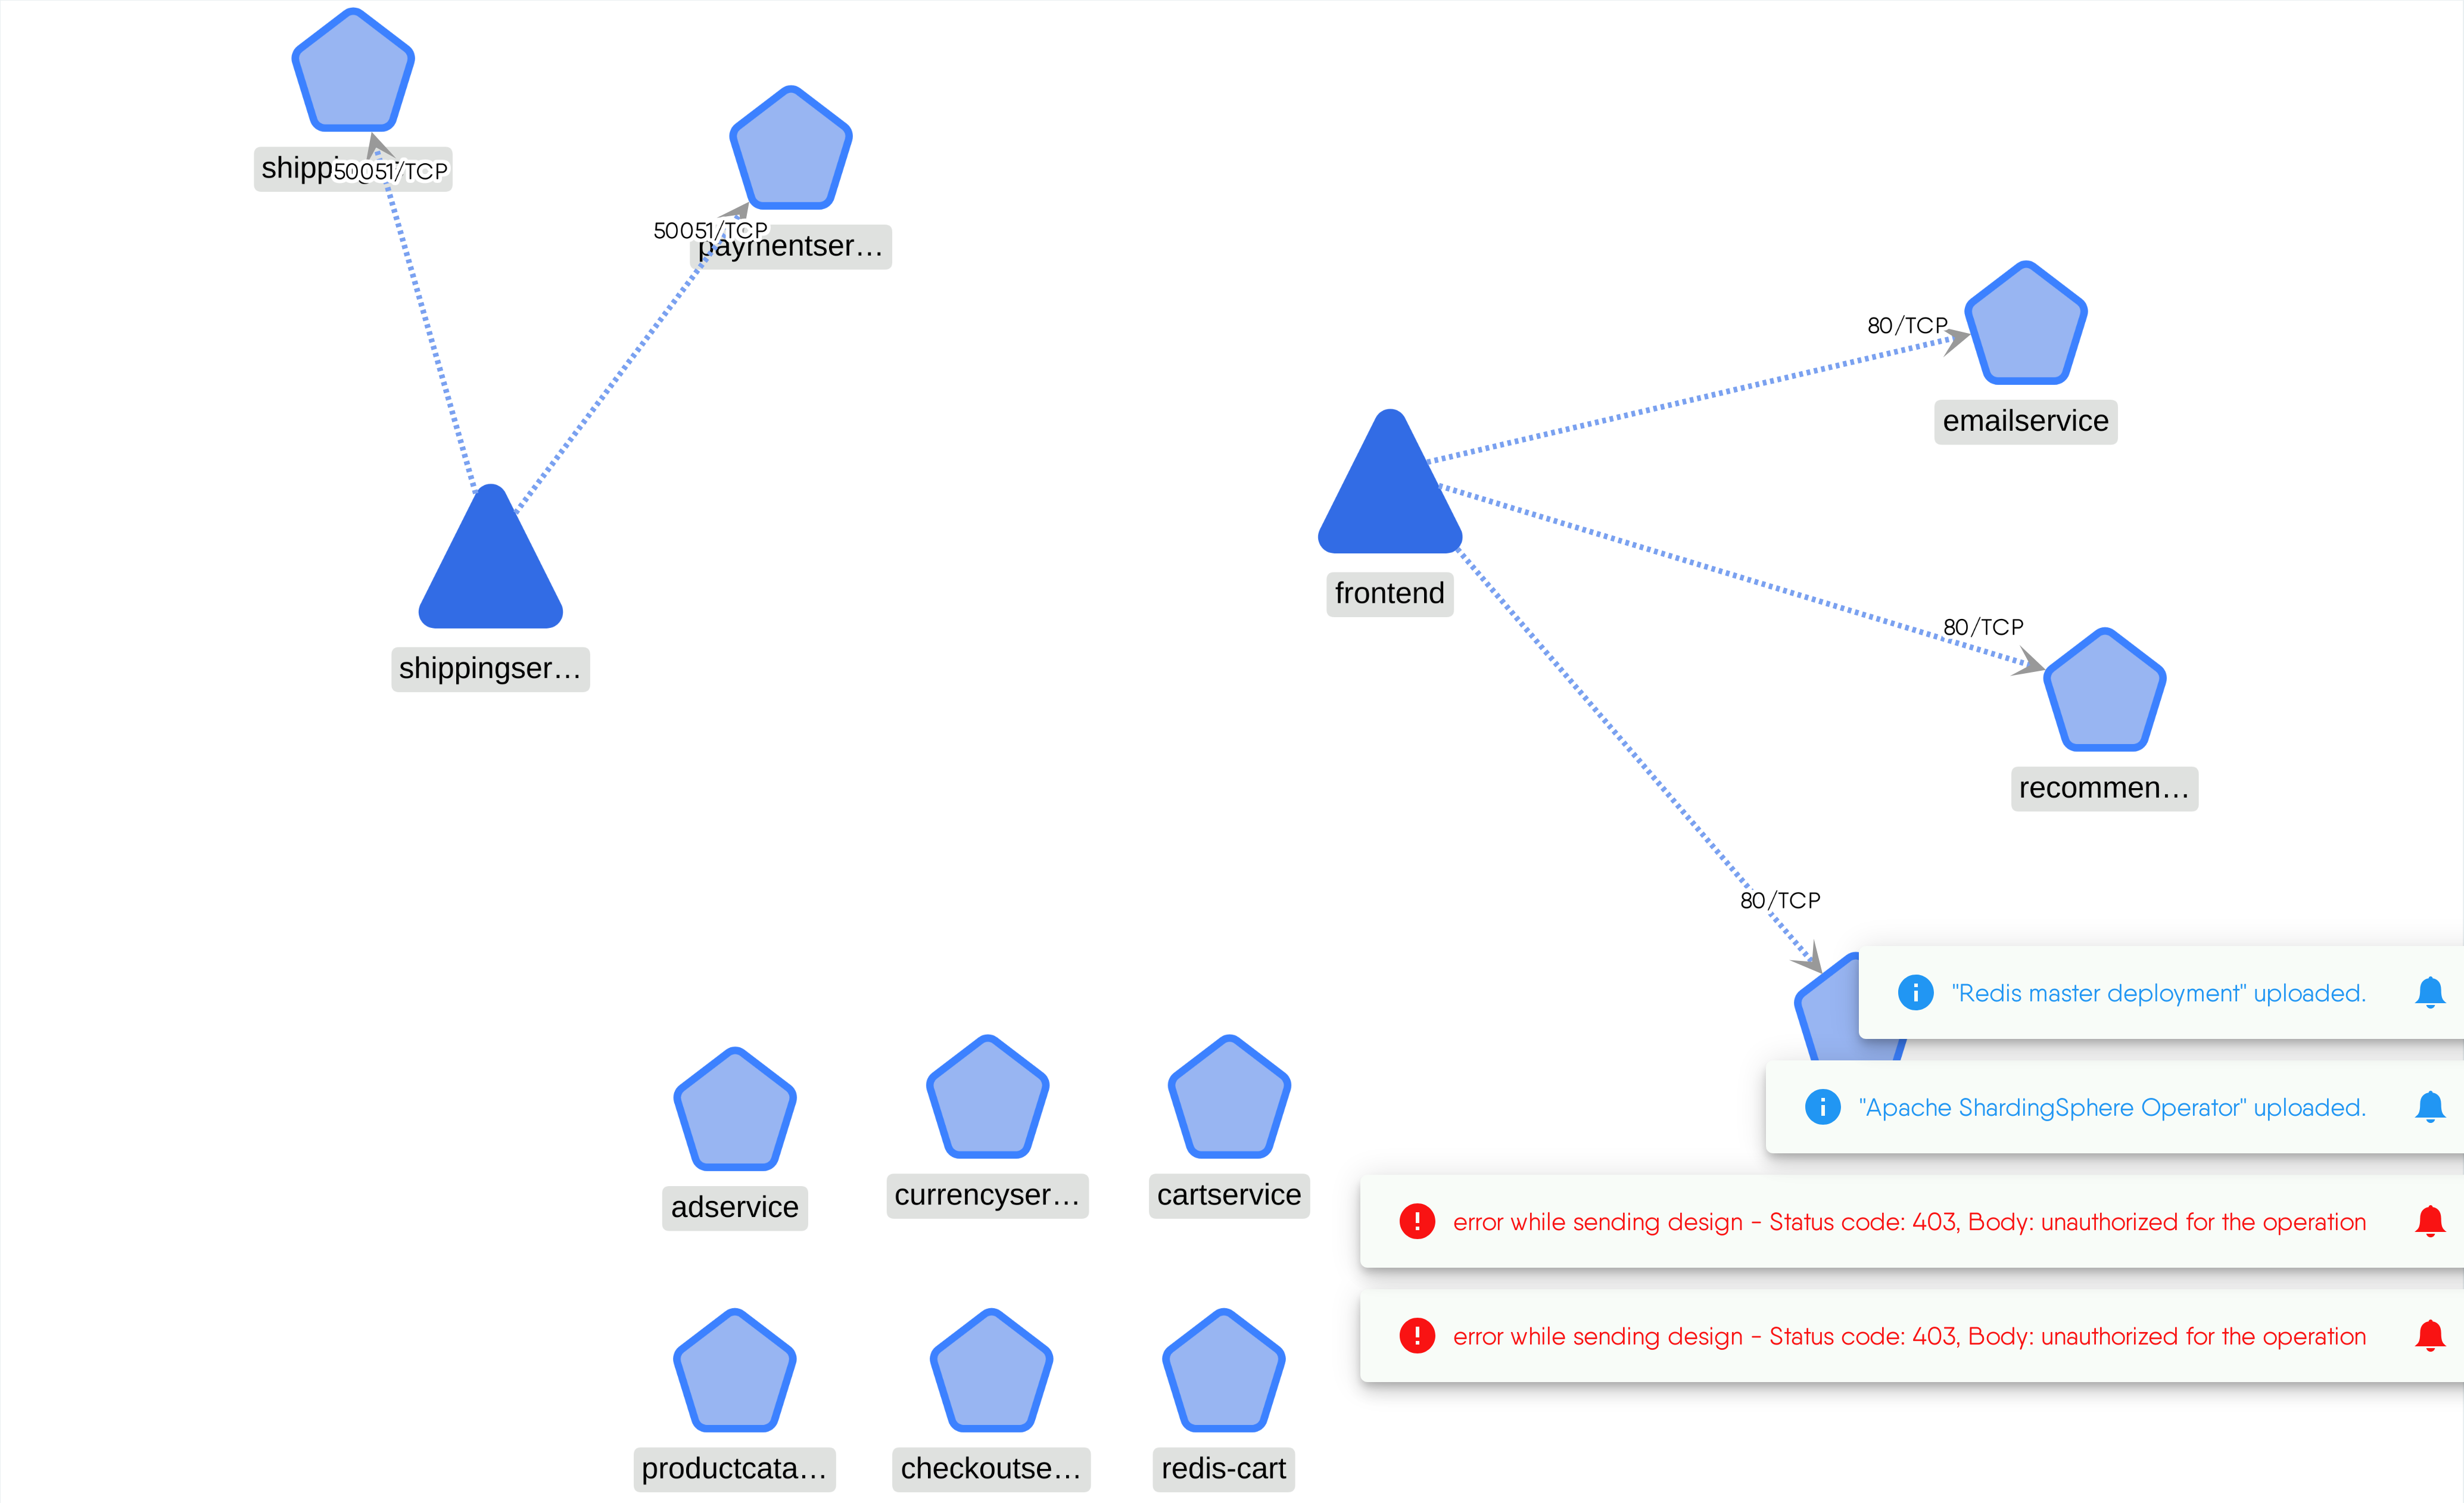 50051/TCP
50051/TCP
paymentser…
80/TCP
emailservice
frontend
80/TCP
shippingser…
recommen…
80/TCP
"Redis master deployment" uploaded.
"Apache ShardingSphere Operator" uploaded.
adservice
currencyser…
cartservice
error while sending design - Status code: 403, Body: unauthorized for the operation
error while sending design - Status code: 403, Body: unauthorized for the operation
productcata…
checkoutse…
redis-cart